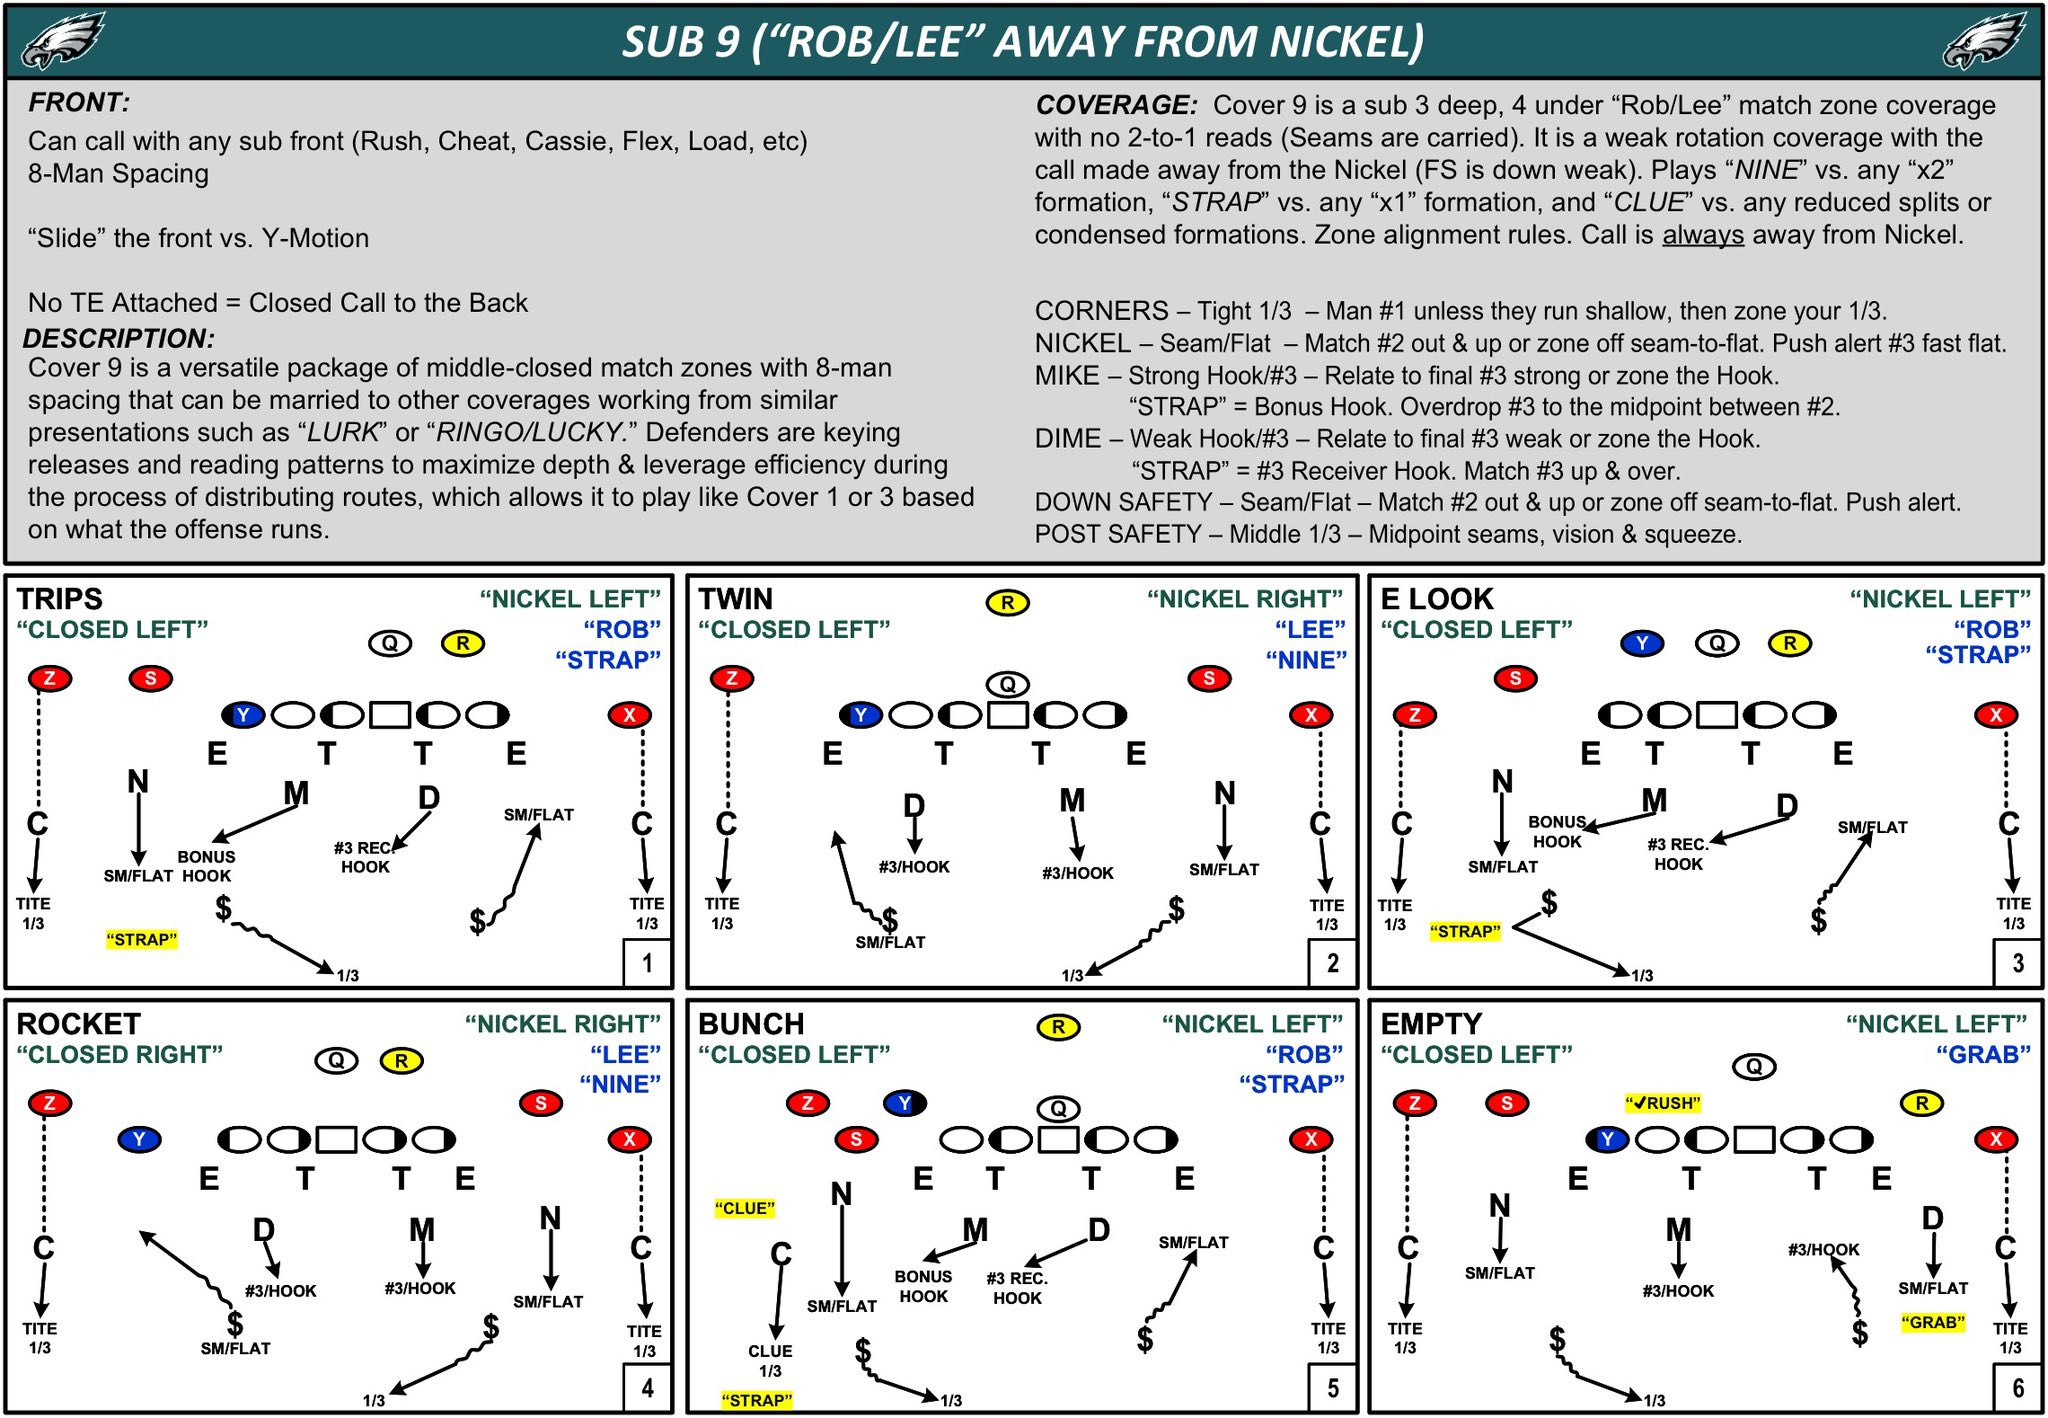 SUB 9 (“ROB/LEE” AWAY FROM NICKEL)
FRONT:
Can call with any sub front (Rush, Cheat, Cassie, Flex, Load, etc)
8-Man Spacing
“Slide” the front vs. Y-Motion
No TE Attached = Closed Call to the Back
DESCRIPTION:
Cover 9 is a versatile package of middle-closed match zones with 8-man
spacing that can be married to other coverages working from similar
presentations such as “LURK” or “RINGO/LUCKY.” Defenders are keying
releases and reading patterns to maximize depth & leverage efficiency during
the process of distributing routes, which allows it to play like Cover 1 or 3 based
on what the offense runs.
COVERAGE: Cover 9 is a sub 3 deep, 4 under “Rob/Lee” match zone coverage
with no 2-to-1 reads (Seams are carried). It is a weak rotation coverage with the
call made away from the Nickel (FS is down weak). Plays “NINE” vs. any “x2”
formation, “STRAP” vs. any “x1” formation, and “CLUE” vs. any reduced splits or
condensed formations. Zone alignment rules. Call is always away from Nickel.
CORNERS – Tight 1/3 – Man #1 unless they run shallow, then zone your 1/3.
NICKEL – Seam/Flat – Match #2 out & up or zone off seam-to-flat. Push alert #3 fast flat.
MIKE – Strong Hook/#3 – Relate to final #3 strong or zone the Hook.
“STRAP” = Bonus Hook. Overdrop #3 to the midpoint between #2.
DIME – Weak Hook/#3 – Relate to final #3 weak or zone the Hook.
“STRAP” = #3 Receiver Hook. Match #3 up & over.
DOWN SAFETY – Seam/Flat – Match #2 out & up or zone off seam-to-flat. Push alert.
POST SAFETY – Middle 1/3 – Midpoint seams, vision & squeeze.
TRIPS
“NICKEL LEFT”
“CLOSED LEFT”
“ROB”
“STRAP”
Q R
Z S
Y X
E T T E
N M D
SM/FLAT
C C
#3 REC.
HOOK
BONUS
HOOK
SM/FLAT
TITE
1/3
TITE
1/3
$ $
“STRAP”
1/3
1
TWIN
“NICKEL RIGHT”
“CLOSED LEFT”
“LEE”
“NINE”
R
Z Q S
Y X
E T T E
D M N
C C
#3/HOOK
#3/HOOK
SM/FLAT
TITE
1/3
TITE
1/3
$ $
SM/FLAT
1/3
2
E LOOK
“NICKEL LEFT”
“CLOSED LEFT”
“ROB”
“STRAP”
Y Q R
S
Z X
E T T E
N M D
C C
BONUS
HOOK
#3 REC.
HOOK
SM/FLAT
SM/FLAT
TITE
1/3
TITE
1/3
$ $
“STRAP”
1/3
3
ROCKET
“NICKEL RIGHT”
“CLOSED RIGHT”
“LEE”
“NINE”
Q R
Z S
Y X
E T T E
D M N
C C
#3/HOOK
#3/HOOK
SM/FLAT
TITE
1/3
TITE
1/3
$ $
SM/FLAT
1/3
4
BUNCH
“NICKEL LEFT”
“CLOSED LEFT”
“ROB”
“STRAP”
R
Z Y Q
S X
E T T E
N
“CLUE”
M D
C C
SM/FLAT
BONUS
HOOK
#3 REC.
HOOK
SM/FLAT
CLUE
1/3
TITE
1/3
$ $
“STRAP”
1/3
5
EMPTY
“NICKEL LEFT”
“CLOSED LEFT”
“GRAB”
Q
“✓RUSH”
Z S R
Y X
E T T E
N M D
C C
#3/HOOK
SM/FLAT
#3/HOOK
SM/FLAT
“GRAB”
TITE
1/3
TITE
1/3
$ $
1/3
6